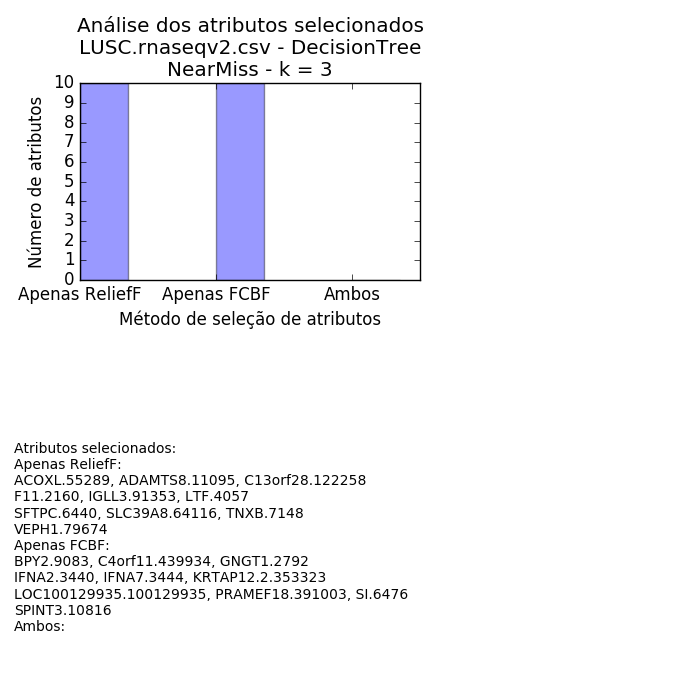 Análise dos atributos selecionados
LUSC.rnaseqv2.csv - DecisionTree
NearMiss - k = 3
10
9
8
7
6
5
4
3
2
1
0
Número de atributos
Apenas ReliefF
Apenas FCBF
Ambos
Método de seleção de atributos
Atributos selecionados:
Apenas ReliefF:
ACOXL.55289, ADAMTS8.11095, C13orf28.122258
F11.2160, IGLL3.91353, LTF.4057
SFTPC.6440, SLC39A8.64116, TNXB.7148
VEPH1.79674
Apenas FCBF:
BPY2.9083, C4orf11.439934, GNGT1.2792
IFNA2.3440, IFNA7.3444, KRTAP12.2.353323
LOC100129935.100129935, PRAMEF18.391003, SI.6476
SPINT3.10816
Ambos: